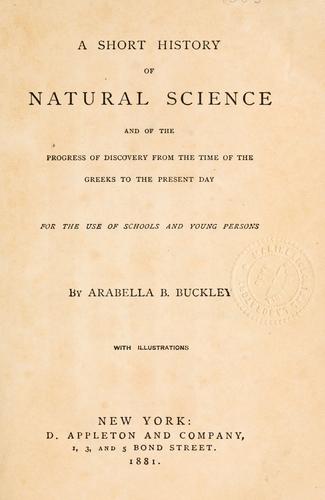 A SHORT HISTORY
OF
NATURAL SCIENCE
AND OF THE
PROGRESS OF DISCOVERY FROM THE TIME OF THE
GREEKS TO THE PRESENT DAY
FOR THE USE OF SCHOOLS AND YOUNG PERSONS
BY ARABELLA B. BUCKLEY
WITH ILLUSTRATIONS
NEW YORK:
D. APPLETON AND COMPANY,
1, 3, AND 5 BOND STREET.
1881.